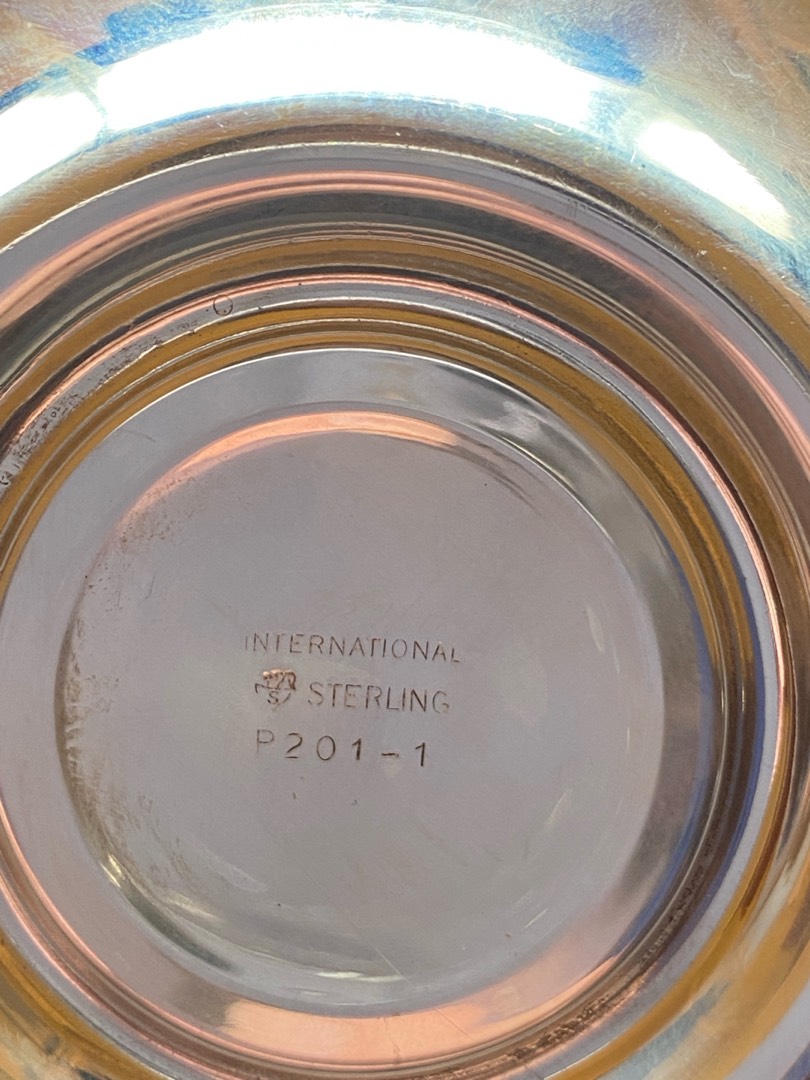 INTERNATIONAL
STERLING
P201-1